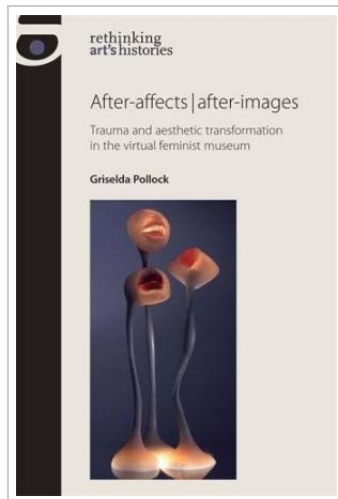 rethinking
art's histories
After-affects | after-images
Trauma and aesthetic transformation
in the virtual feminist museum
Griselda Pollock